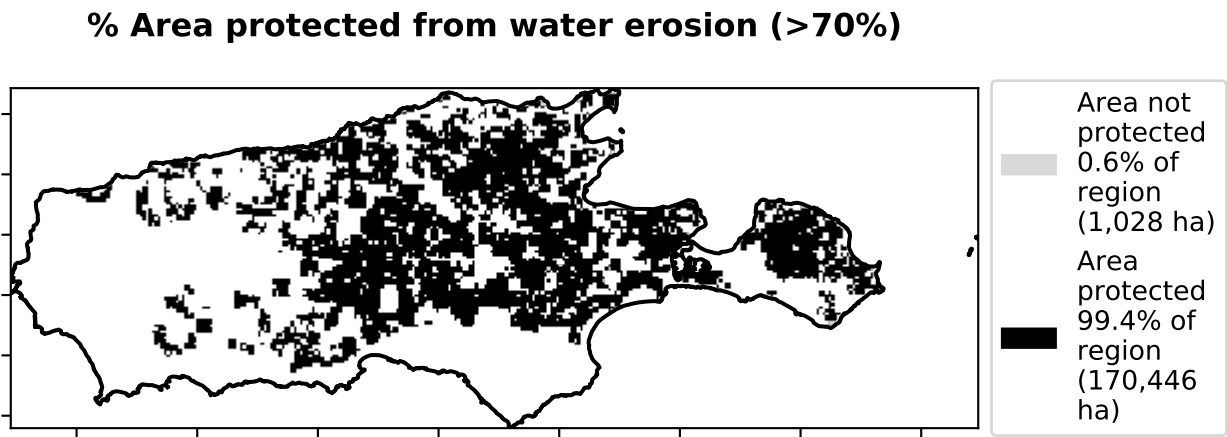 % Area protected from water erosion (>70%)
Area not
protected
0.6% of
region
(1,028 ha)
Area
protected
99.4% of
region
(170,446
ha)